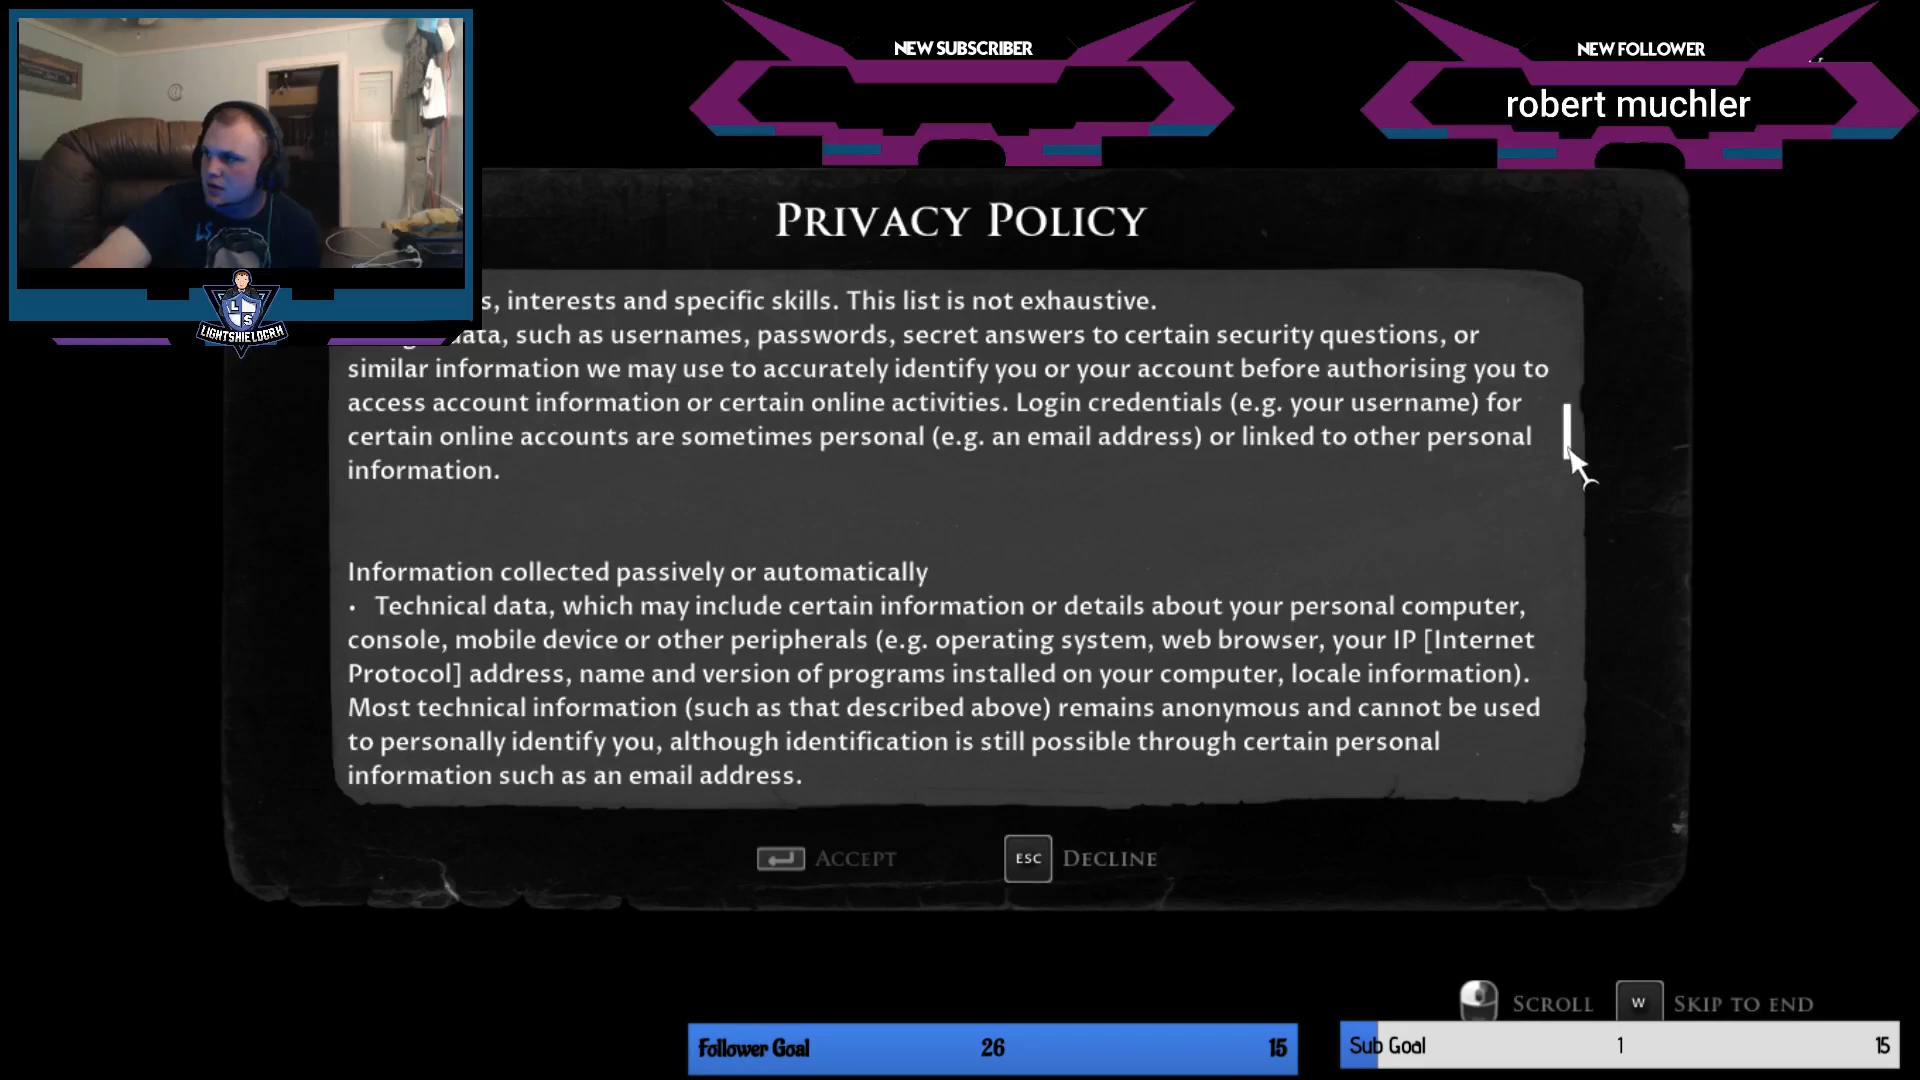 NEW SUBSCRIBER
NEW FOLLOWER
robert muchler
LS
L S
LIGHTSHIELDGRH
PRIVACY POLICY
s, interests and specific skills. This list is not exhaustive.
data, such as usernames, passwords, secret answers to certain security questions, or
similar information we may use to accurately identify you or your account before authorising you to
access account information or certain online activities. Login credentials (e.g. your username) for
certain online accounts are sometimes personal (e.g. an email address) or linked to other personal
information.
Information collected passively or automatically
• Technical data, which may include certain information or details about your personal computer,
console, mobile device or other peripherals (e.g. operating system, web browser, your IP [Internet
Protocol] address, name and version of programs installed on your computer, locale information).
Most technical information (such as that described above) remains anonymous and cannot be used
to personally identify you, although identification is still possible through certain personal
information such as an email address.
ACCEPT
ESC DECLINE
SCROLL W SKIP TO END
Follower Goal 26 15
Sub Goal 1 15